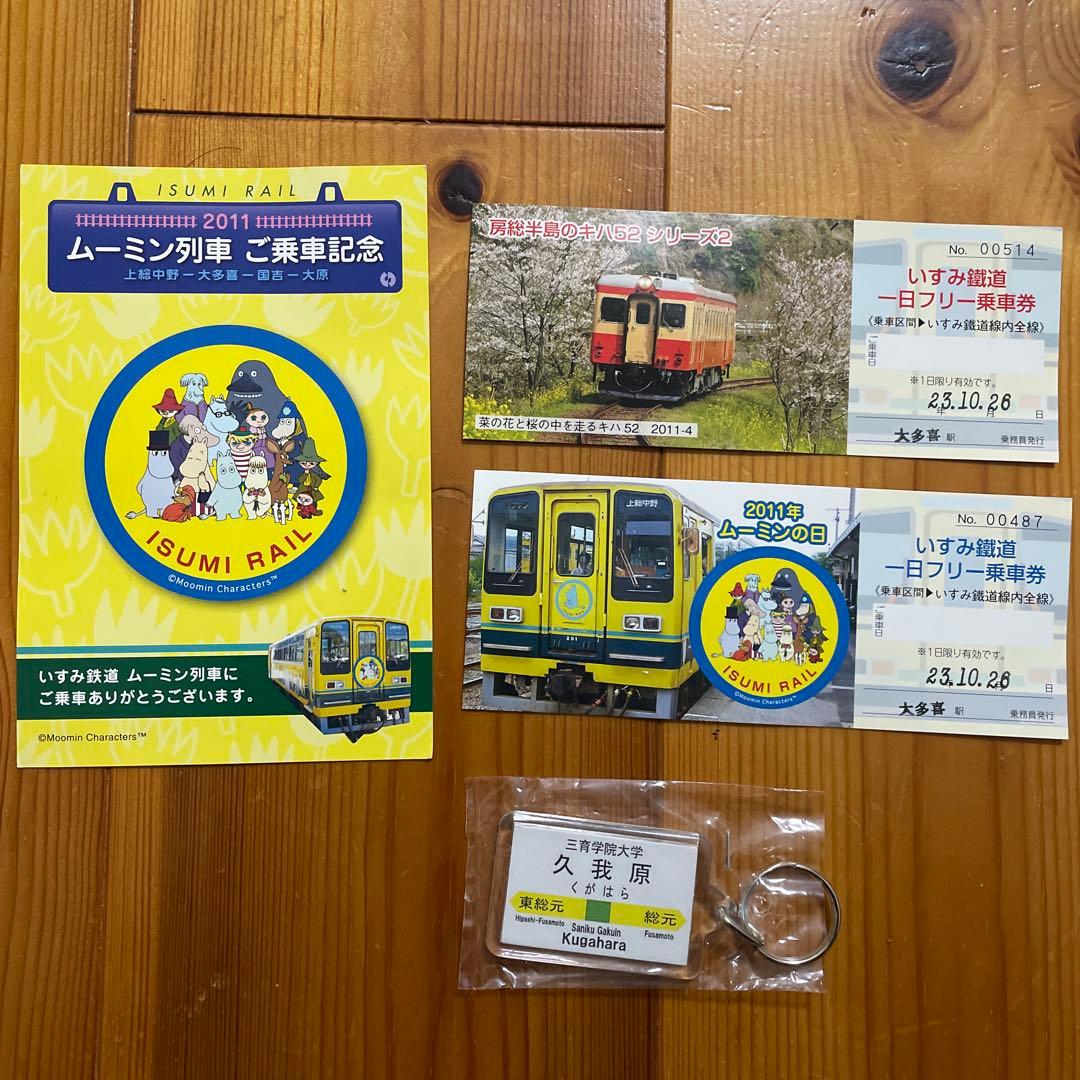 ISUMI RAIL
2011
ムーミン列車 ご乗車記念
上総中野ー大多喜ー国吉ー大原
ISUMI RAIL
©Moomin Characters™
いすみ鉄道 ムーミン列車に
ご乗車ありがとうございます。
©Moomin Characters™
房総半島のキハ52 シリーズ2
菜の花と桜の中を走るキハ52 2011-4
No. 00514
いすみ鐵道
一日フリー乗車券
《乗車区間▶いすみ鐵道線内全線》
ご乗車日
※1日限り有効です。
23.10.26
月 日
大多喜 駅 乗務員発行
上総中野
201
2011年
ムーミンの日
ISUMI RAIL
©Moomin Characters™
No. 00487
いすみ鐵道
一日フリー乗車券
《乗車区間▶いすみ鐵道線内全線》
ご乗車日
※1日限り有効です。
23.10.26
日
大多喜 駅 乗務員発行
三育学院大学
久我原
くがはら
東総元 総元
Higashi-Fusamoto Saniku Gakuin Fusamoto
Kugahara